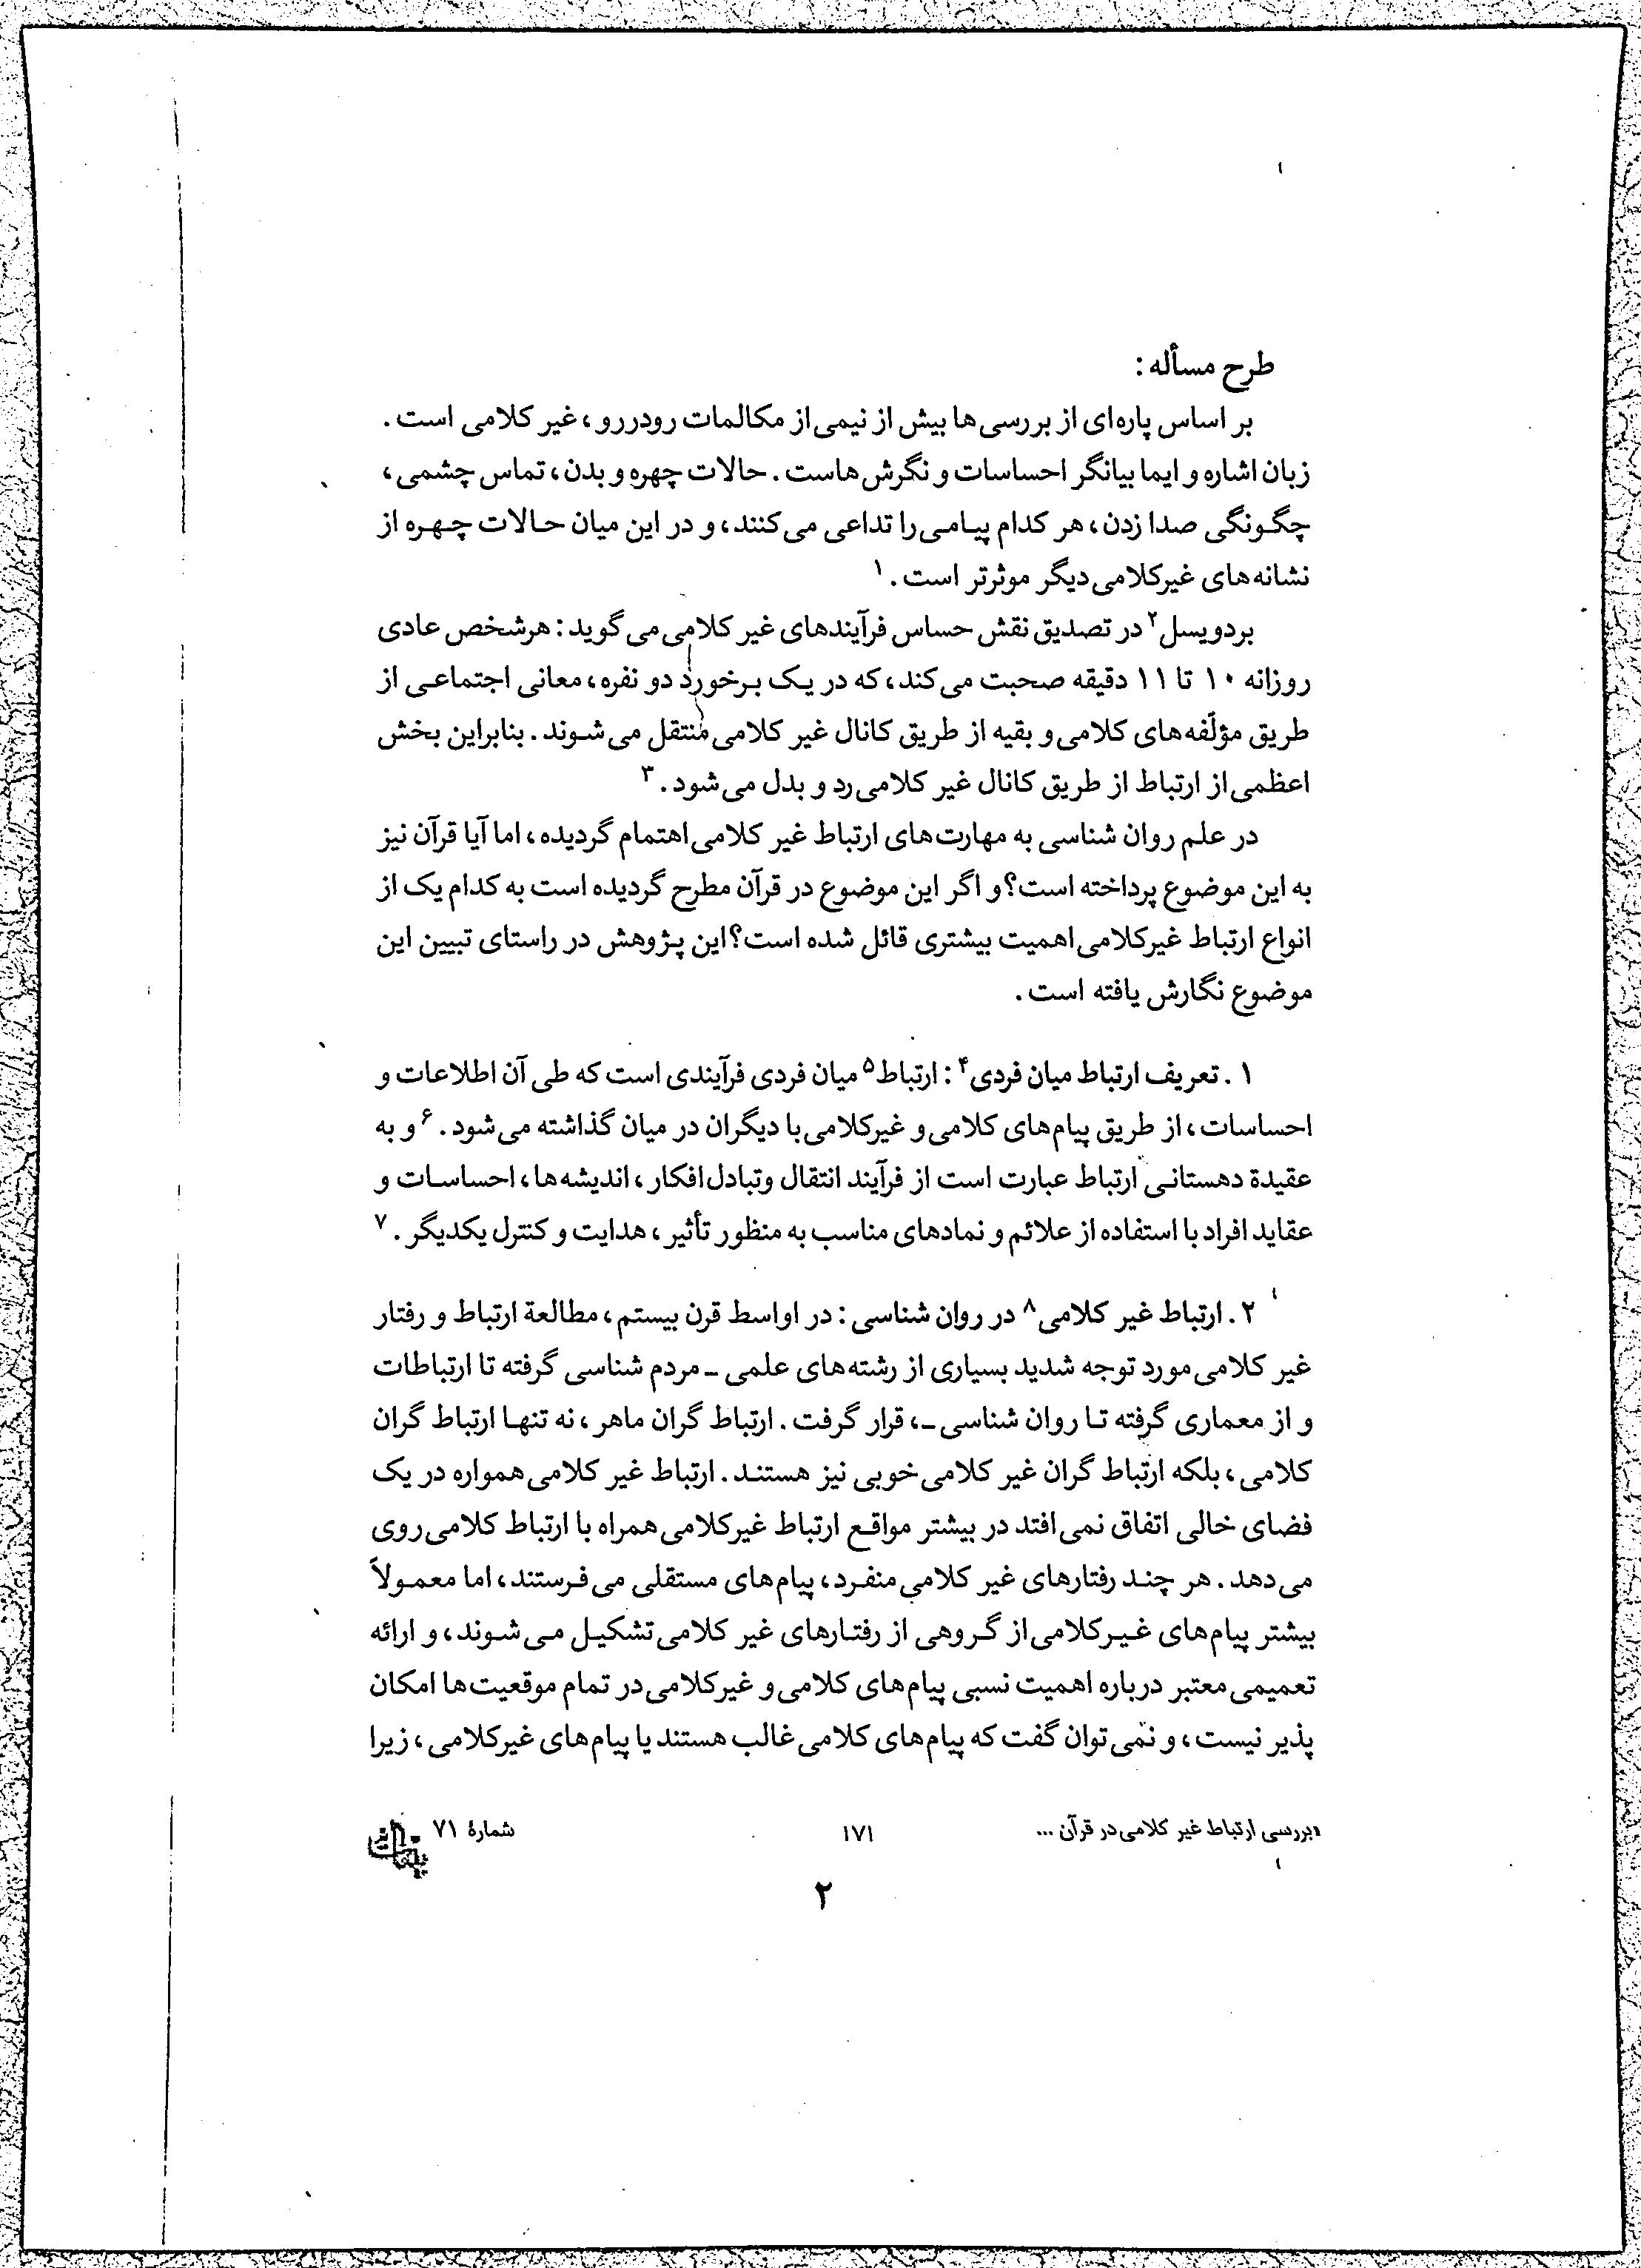 طرح مسأله :
بر اساس پاره‌ای از بررسی‌ها بیش از نیمی از مکالمات رودررو، غیر کلامی است.
زبان اشاره و ایما بیانگر احساسات و نگرش‌هاست. حالات چهره و بدن، تماس چشمی،
چگونگی صدا زدن، هر کدام پیامی را تداعی می‌کنند، و در این میان حالات چهره از
نشانه‌های غیرکلامی دیگر موثرتر است.۱
بردویسل۲ در تصدیق نقش حساس فرآیندهای غیر کلامی می‌گوید: هرشخص عادی
روزانه ۱۰ تا ۱۱ دقیقه صحبت می‌کند، که در یک برخورد دو نفره، معانی اجتماعی از
طریق مؤلّفه‌های کلامی و بقیه از طریق کانال غیر کلامی منتقل می‌شوند. بنابراین بخش
اعظمی از ارتباط از طریق کانال غیر کلامی رد و بدل می‌شود.۳
در علم روان شناسی به مهارت‌های ارتباط غیر کلامی اهتمام گردیده، اما آیا قرآن نیز
به این موضوع پرداخته است؟ و اگر این موضوع در قرآن مطرح گردیده است به کدام یک از
انواع ارتباط غیرکلامی اهمیت بیشتری قائل شده است؟ این پژوهش در راستای تبیین این
موضوع نگارش یافته است.
۱. تعریف ارتباط میان فردی۴: ارتباط۵ میان فردی فرآیندی است که طی آن اطلاعات و
احساسات، از طریق پیام‌های کلامی و غیرکلامی با دیگران در میان گذاشته می‌شود.۶ و به
عقیدة دهستانی ارتباط عبارت است از فرآیند انتقال وتبادل افکار، اندیشه‌ها، احساسات و
عقاید افراد با استفاده از علائم و نمادهای مناسب به منظور تأثیر، هدایت و کنترل یکدیگر.۷
۲. ارتباط غیر کلامی۸ در روان شناسی: در اواسط قرن بیستم، مطالعة ارتباط و رفتار
غیر کلامی مورد توجه شدید بسیاری از رشته‌های علمی ـ مردم شناسی گرفته تا ارتباطات
و از معماری گرفته تا روان شناسی ـ، قرار گرفت. ارتباط گران ماهر، نه تنها ارتباط گران
کلامی، بلکه ارتباط گران غیر کلامی خوبی نیز هستند. ارتباط غیر کلامی همواره در یک
فضای خالی اتفاق نمی‌افتد در بیشتر مواقع ارتباط غیرکلامی همراه با ارتباط کلامی روی
می‌دهد. هر چند رفتارهای غیر کلامی منفرد، پیام‌های مستقلی می‌فرستند، اما معمولاً
بیشتر پیام‌های غیرکلامی از گروهی از رفتارهای غیر کلامی تشکیل می‌شوند، و ارائه
تعمیمی معتبر درباره اهمیت نسبی پیام‌های کلامی و غیرکلامی در تمام موقعیت‌ها امکان
پذیر نیست، و نمی‌توان گفت که پیام‌های کلامی غالب هستند یا پیام‌های غیرکلامی، زیرا
بررسی ارتباط غیر کلامی در قرآن ... ۱۷۱ شمارۀ ۷۱
۲